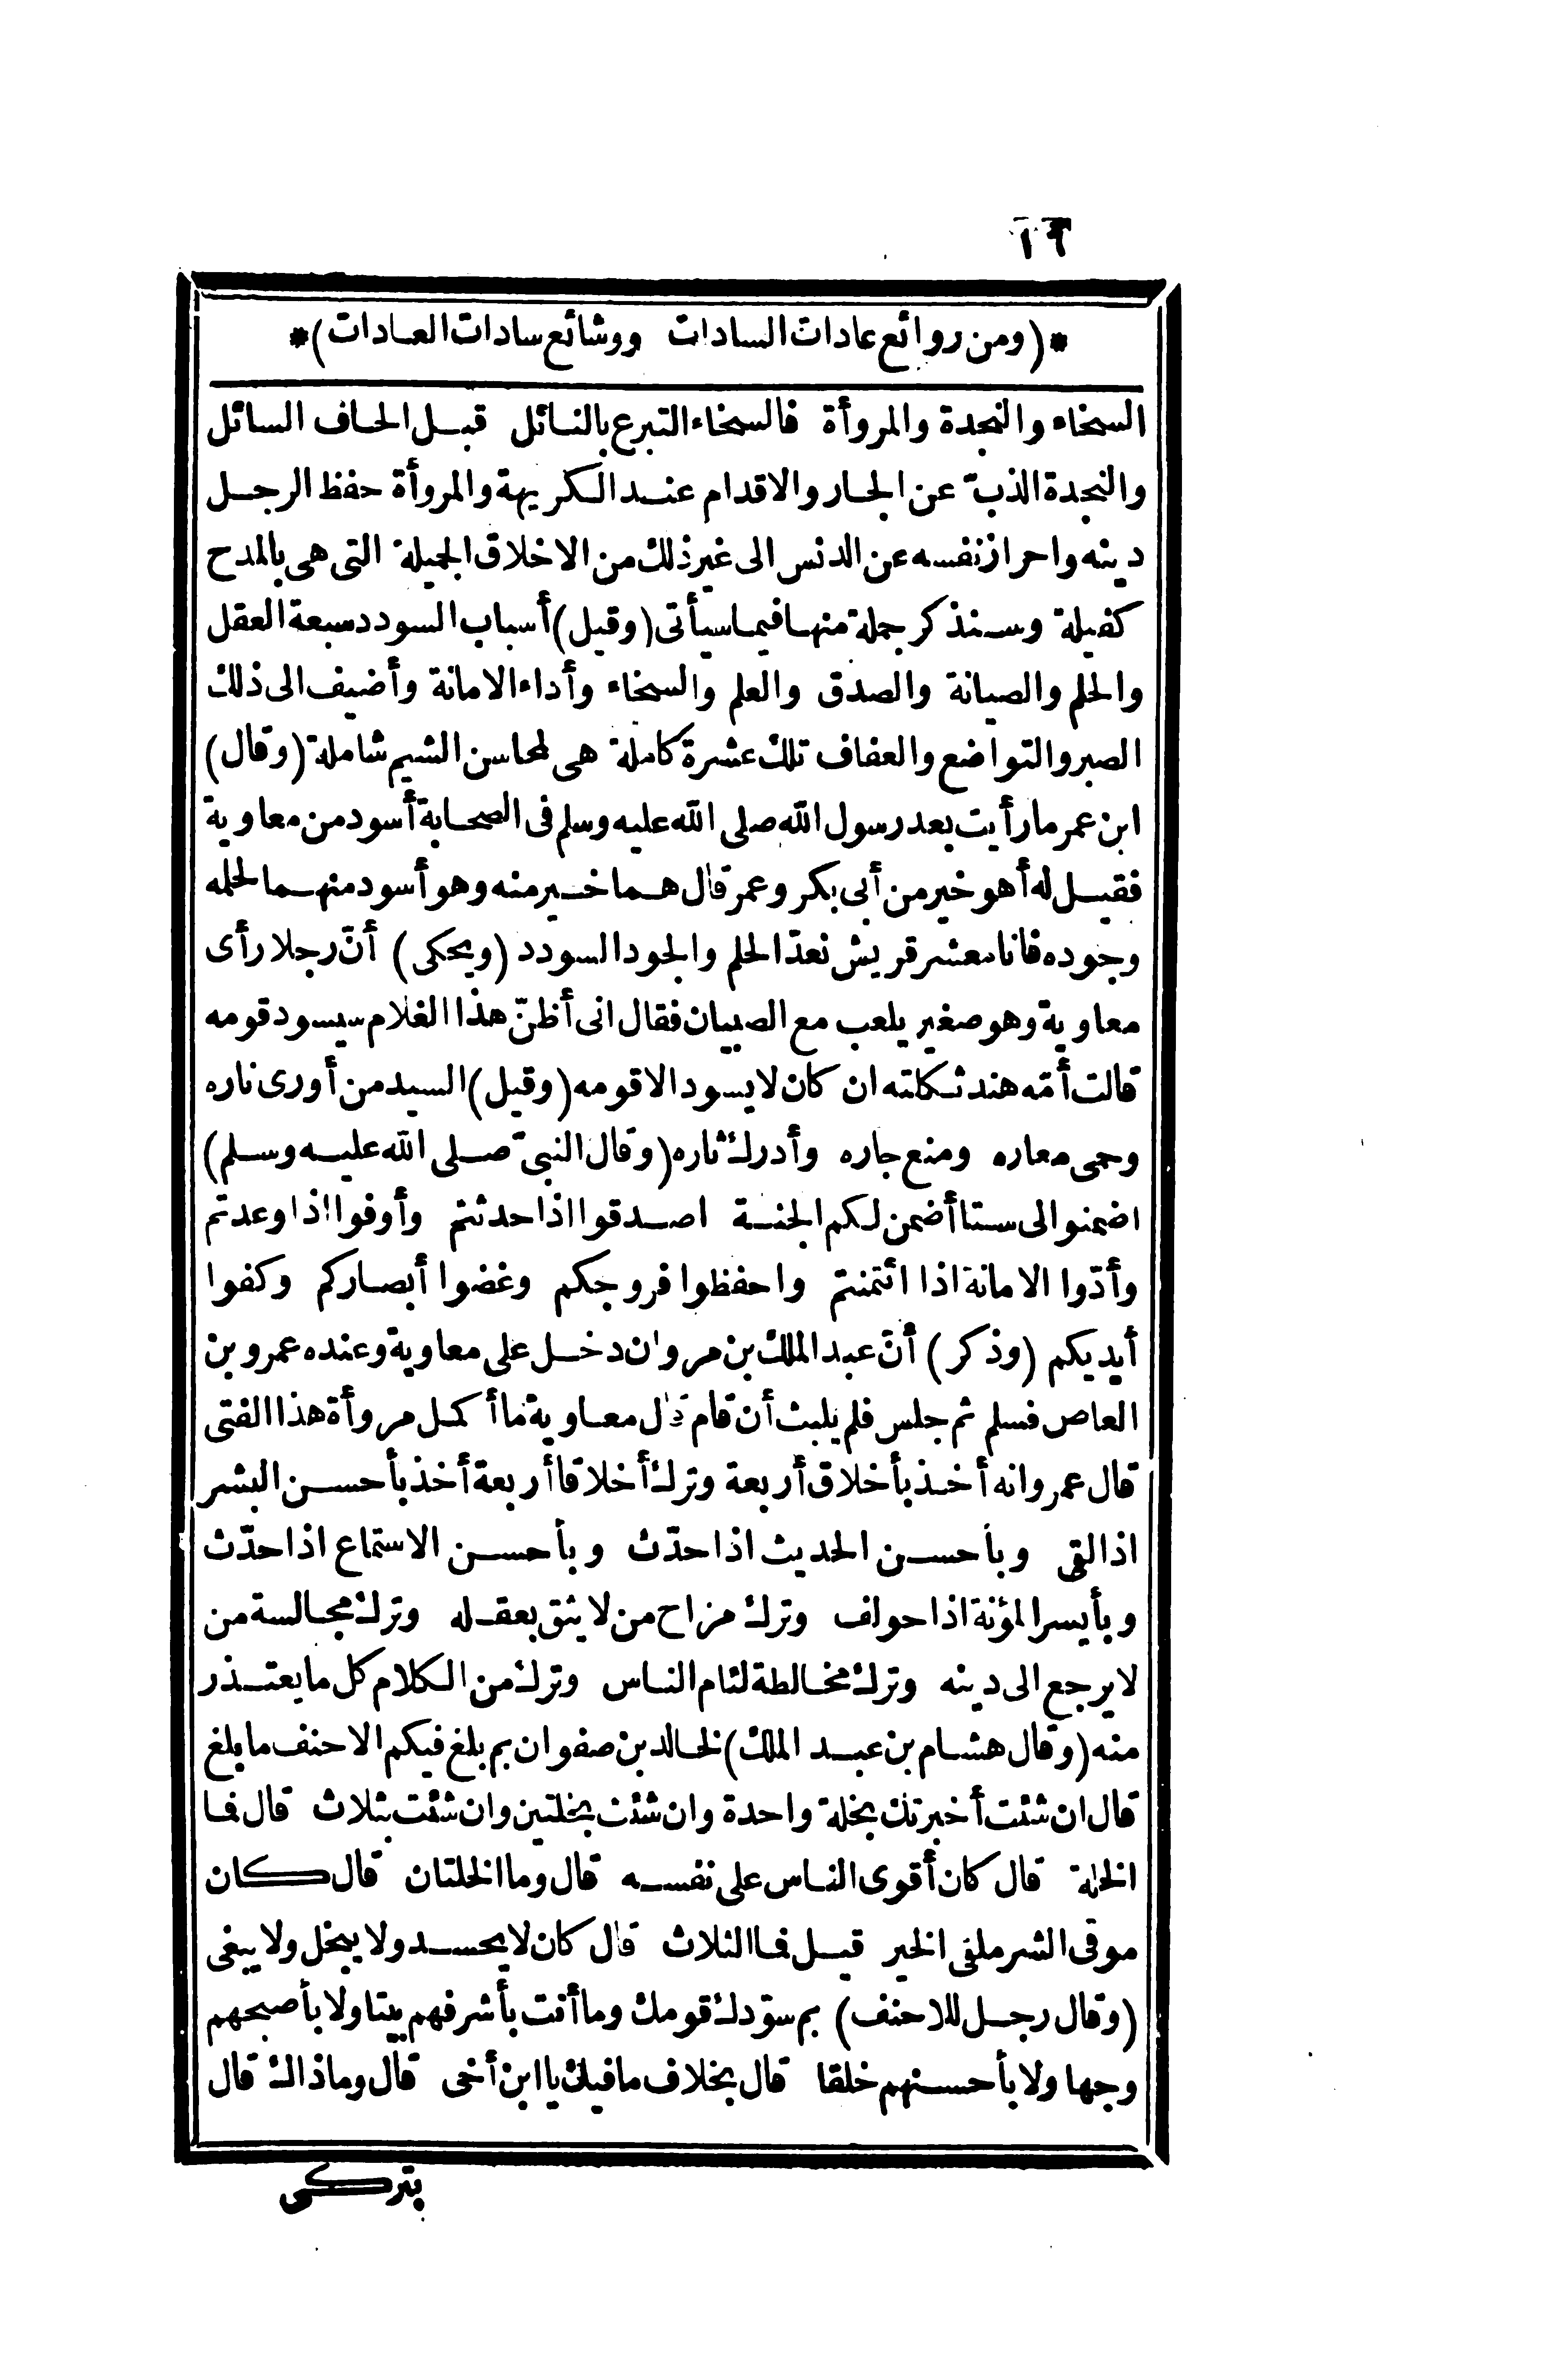 ١٦
*(ومن روائع عادات السادات ووشائع سادات العادات)*
السخاء والنجدة والمروأة فالسخاء التبرع بالنائل قبل الحاف السائل
والنجدة الذبّ عن الجار والاقدام عند الكريهة والمروأة حفظ الرجل
دينه واحراز نفسه عن الدنس الى غير ذلك من الاخلاق الجميلة التى هى بالمدح
كفيلة وسنذكر جملة منها فيما سيأتى (وقيل) أسباب السودد سبعة العقل
والحلم والصيانة والصدق والعلم والسخاء وأداء الامانة وأضيف الى ذلك
الصبر والتواضع والعفاف تلك عشرة كاملة هى لمحاسن الشيم شاملة (وقال)
ابن عمر مارأيت بعد رسول الله صلى الله عليه وسلم فى الصحابة أسود من معاوية
فقيل له أهو خير من أبى بكر وعمر قال هما خير منه وهو أسود منهما لحلمه
وجوده فانا معشر قريش نعدّ الحلم والجود السودد (ويحكى) أنّ رجلا رأى
معاوية وهو صغير يلعب مع الصبيان فقال انى أظنّ هذا الغلام سيسود قومه
قالت أمّه هند ثكلته ان كان لا يسود الا قومه (وقيل) السيد من أورى ناره
وحمى معاره ومنع جاره وأدرك ثاره (وقال النبىّ صلى الله عليه وسلم)
اضمنوا لى ستا أضمن لكم الجنة اصدقوا اذا حدثتم وأوفوا اذا وعدتم
وأدّوا الامانة اذا ائتمنتم واحفظوا فروجكم وغضوا أبصاركم وكفوا
أيديكم (وذكر) أنّ عبد الملك بن مروان دخل على معاوية وعنده عمرو بن
العاص فسلم ثم جلس فلم يلبث أن قام قال معاوية ما أكمل مروأة هذا الفتى
قال عمرو انه أخذ بأخلاق أربعة وترك أخلاقا أربعة أخذ بأحسن البشر
اذا لقى وبأحسن الحديث اذا حدّث وبأحسن الاستماع اذا حدّث
وبأيسر المؤنة اذا خولف وترك مزاح من لا يثق بعقله وترك مجالسة من
لا يرجع الى دينه وترك مخالطة لئام الناس وترك من الكلام كل ما يعتذر
منه (وقال هشام بن عبد الملك) لخالد بن صفوان بم بلغ فيكم الاحنف ما بلغ
قال ان شئت أخبرتك بخلة واحدة وان شئت بخلتين وان شئت بثلاث قال فما
الخلة قال كان أقوى الناس على نفسه قال وما الخلتان قال كان
موقى الشر ملقى الخير قيل فما الثلاث قال كان لا يحسد ولا يبخل ولا يبغى
(وقال رجل للاحنف) بم سوّدك قومك وما أنت بأشرفهم بيتا ولا بأصبحهم
وجها ولا بأحسنهم خلقا قال بخلاف ما فيك يا ابن أخى قال وما ذاك قال
بتركى